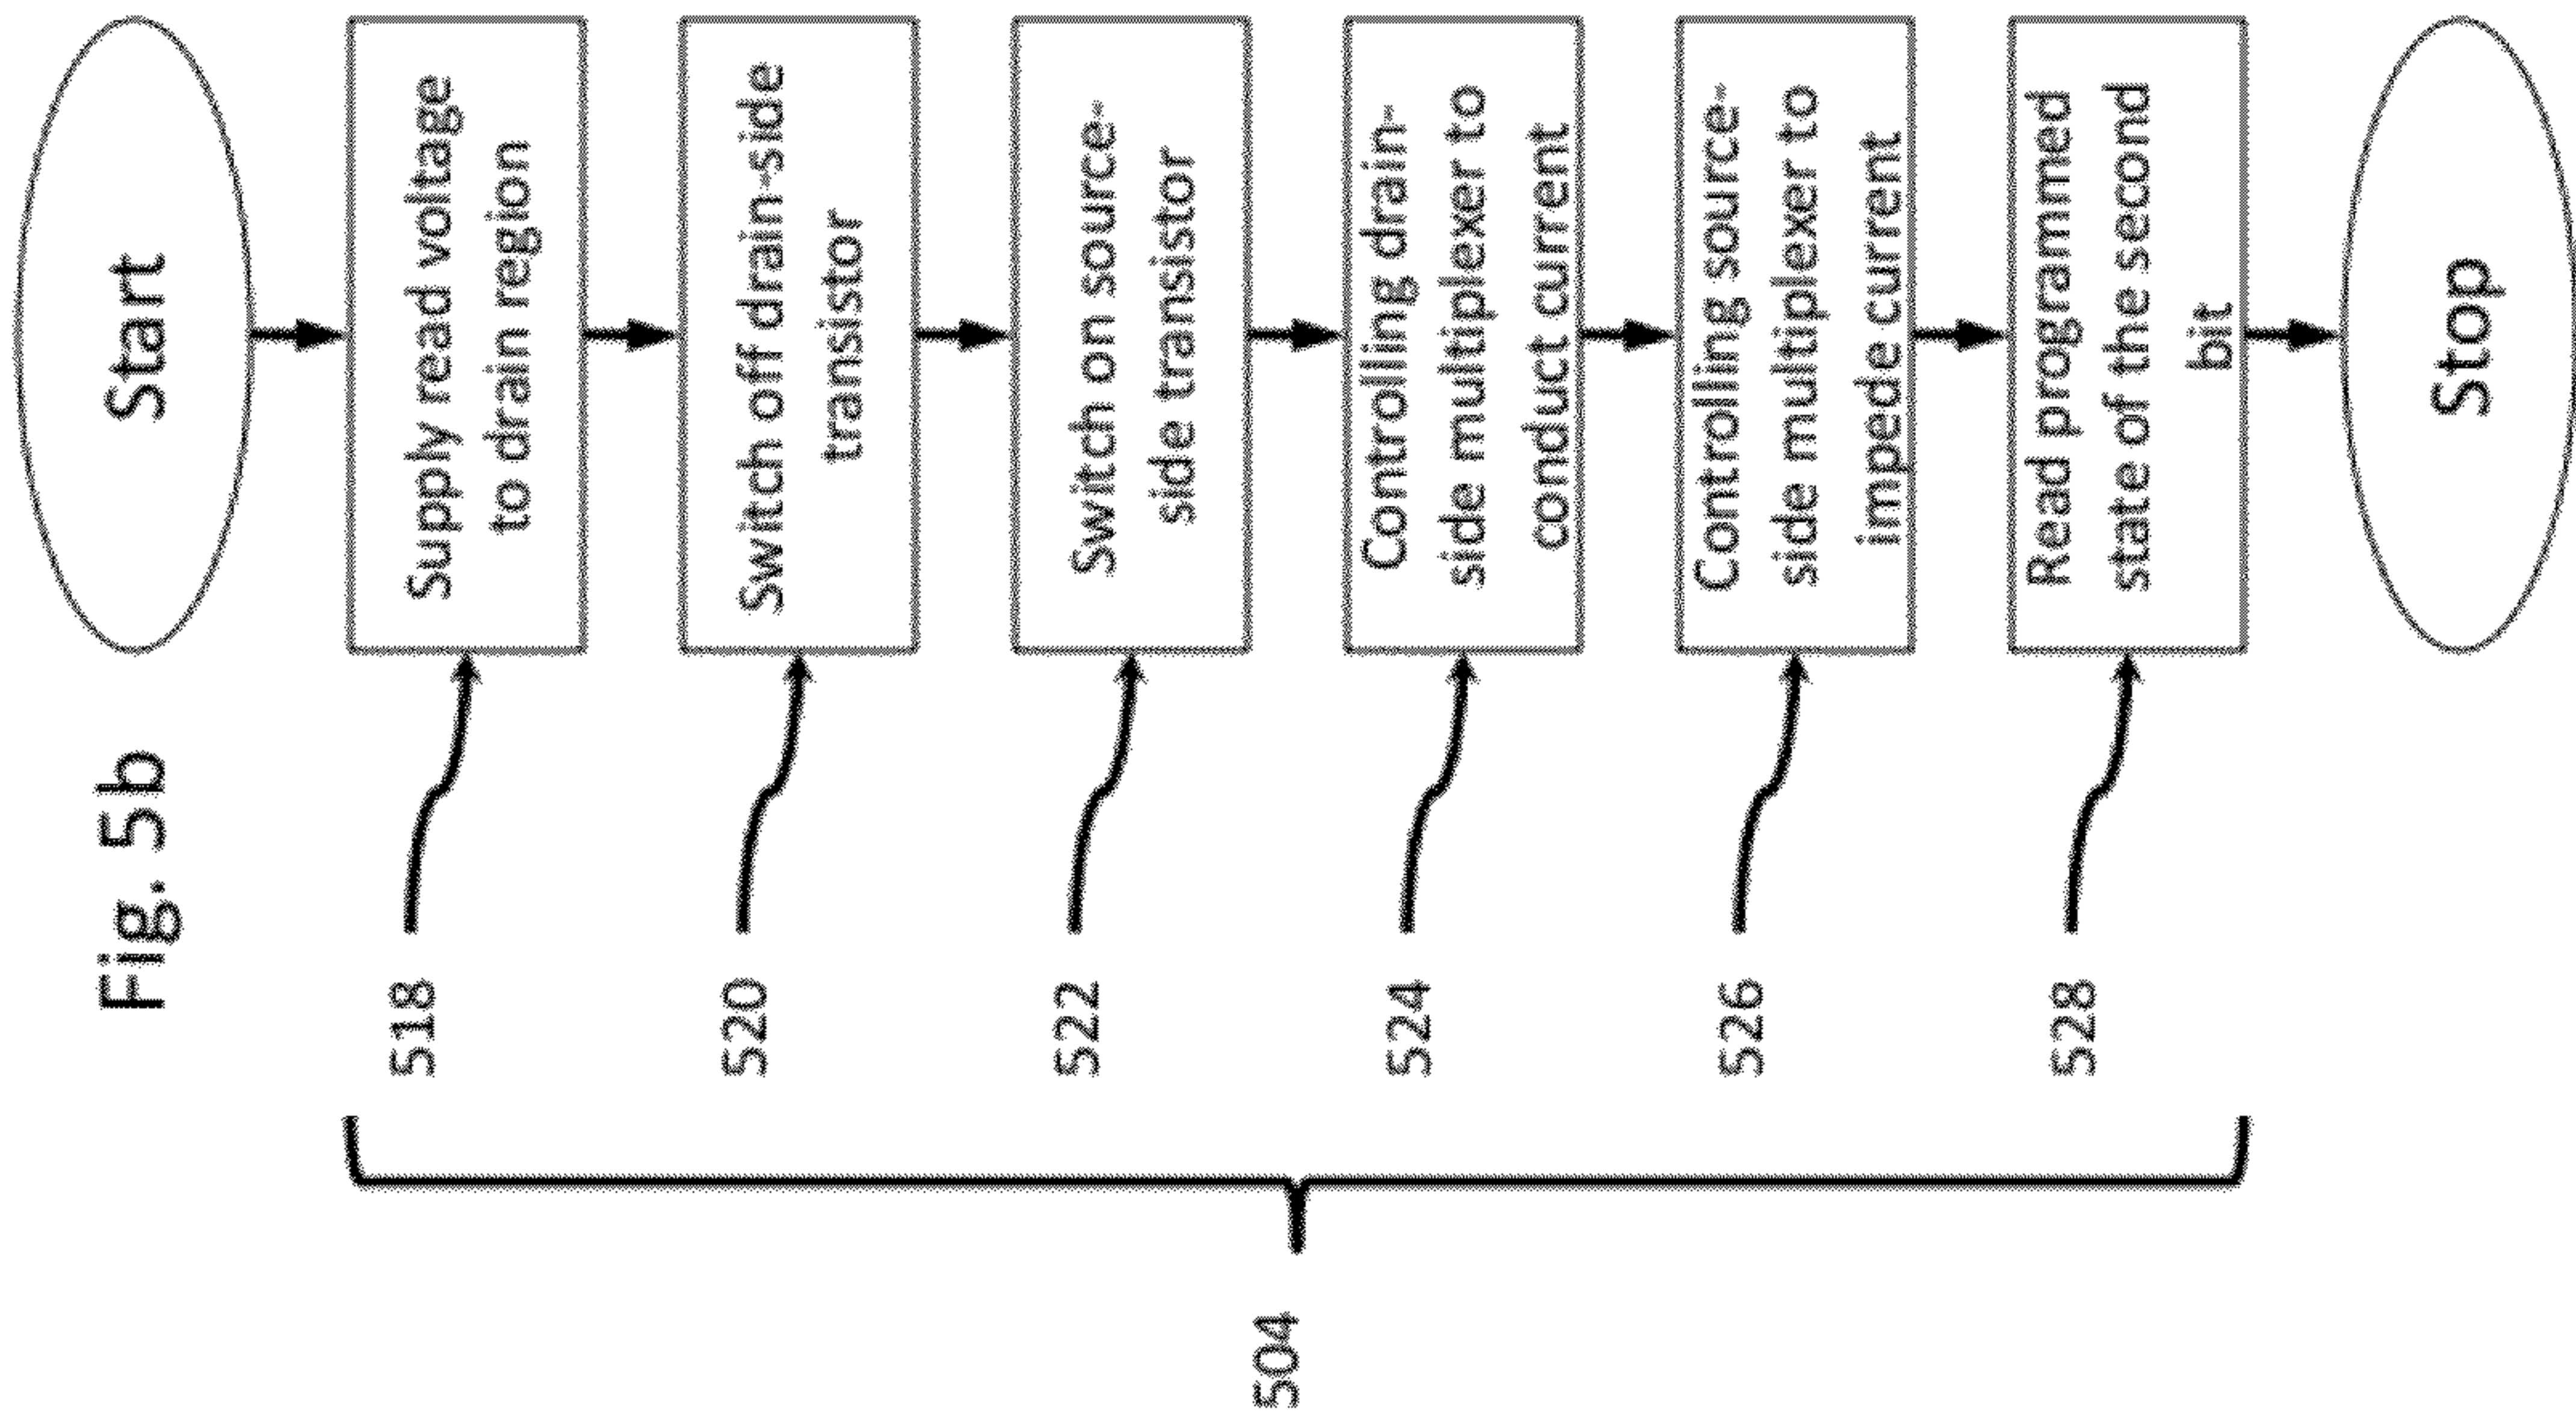 Fig. 5b
Start
518
Supply read voltage
to drain region
520
Switch off drain-side
transistor
522
Switch on source-
side transistor
524
Controlling drain-
side multiplexer to
conduct current
526
Controlling source-
side multiplexer to
impede current
528
Read programmed
state of the second
bit
504
Stop